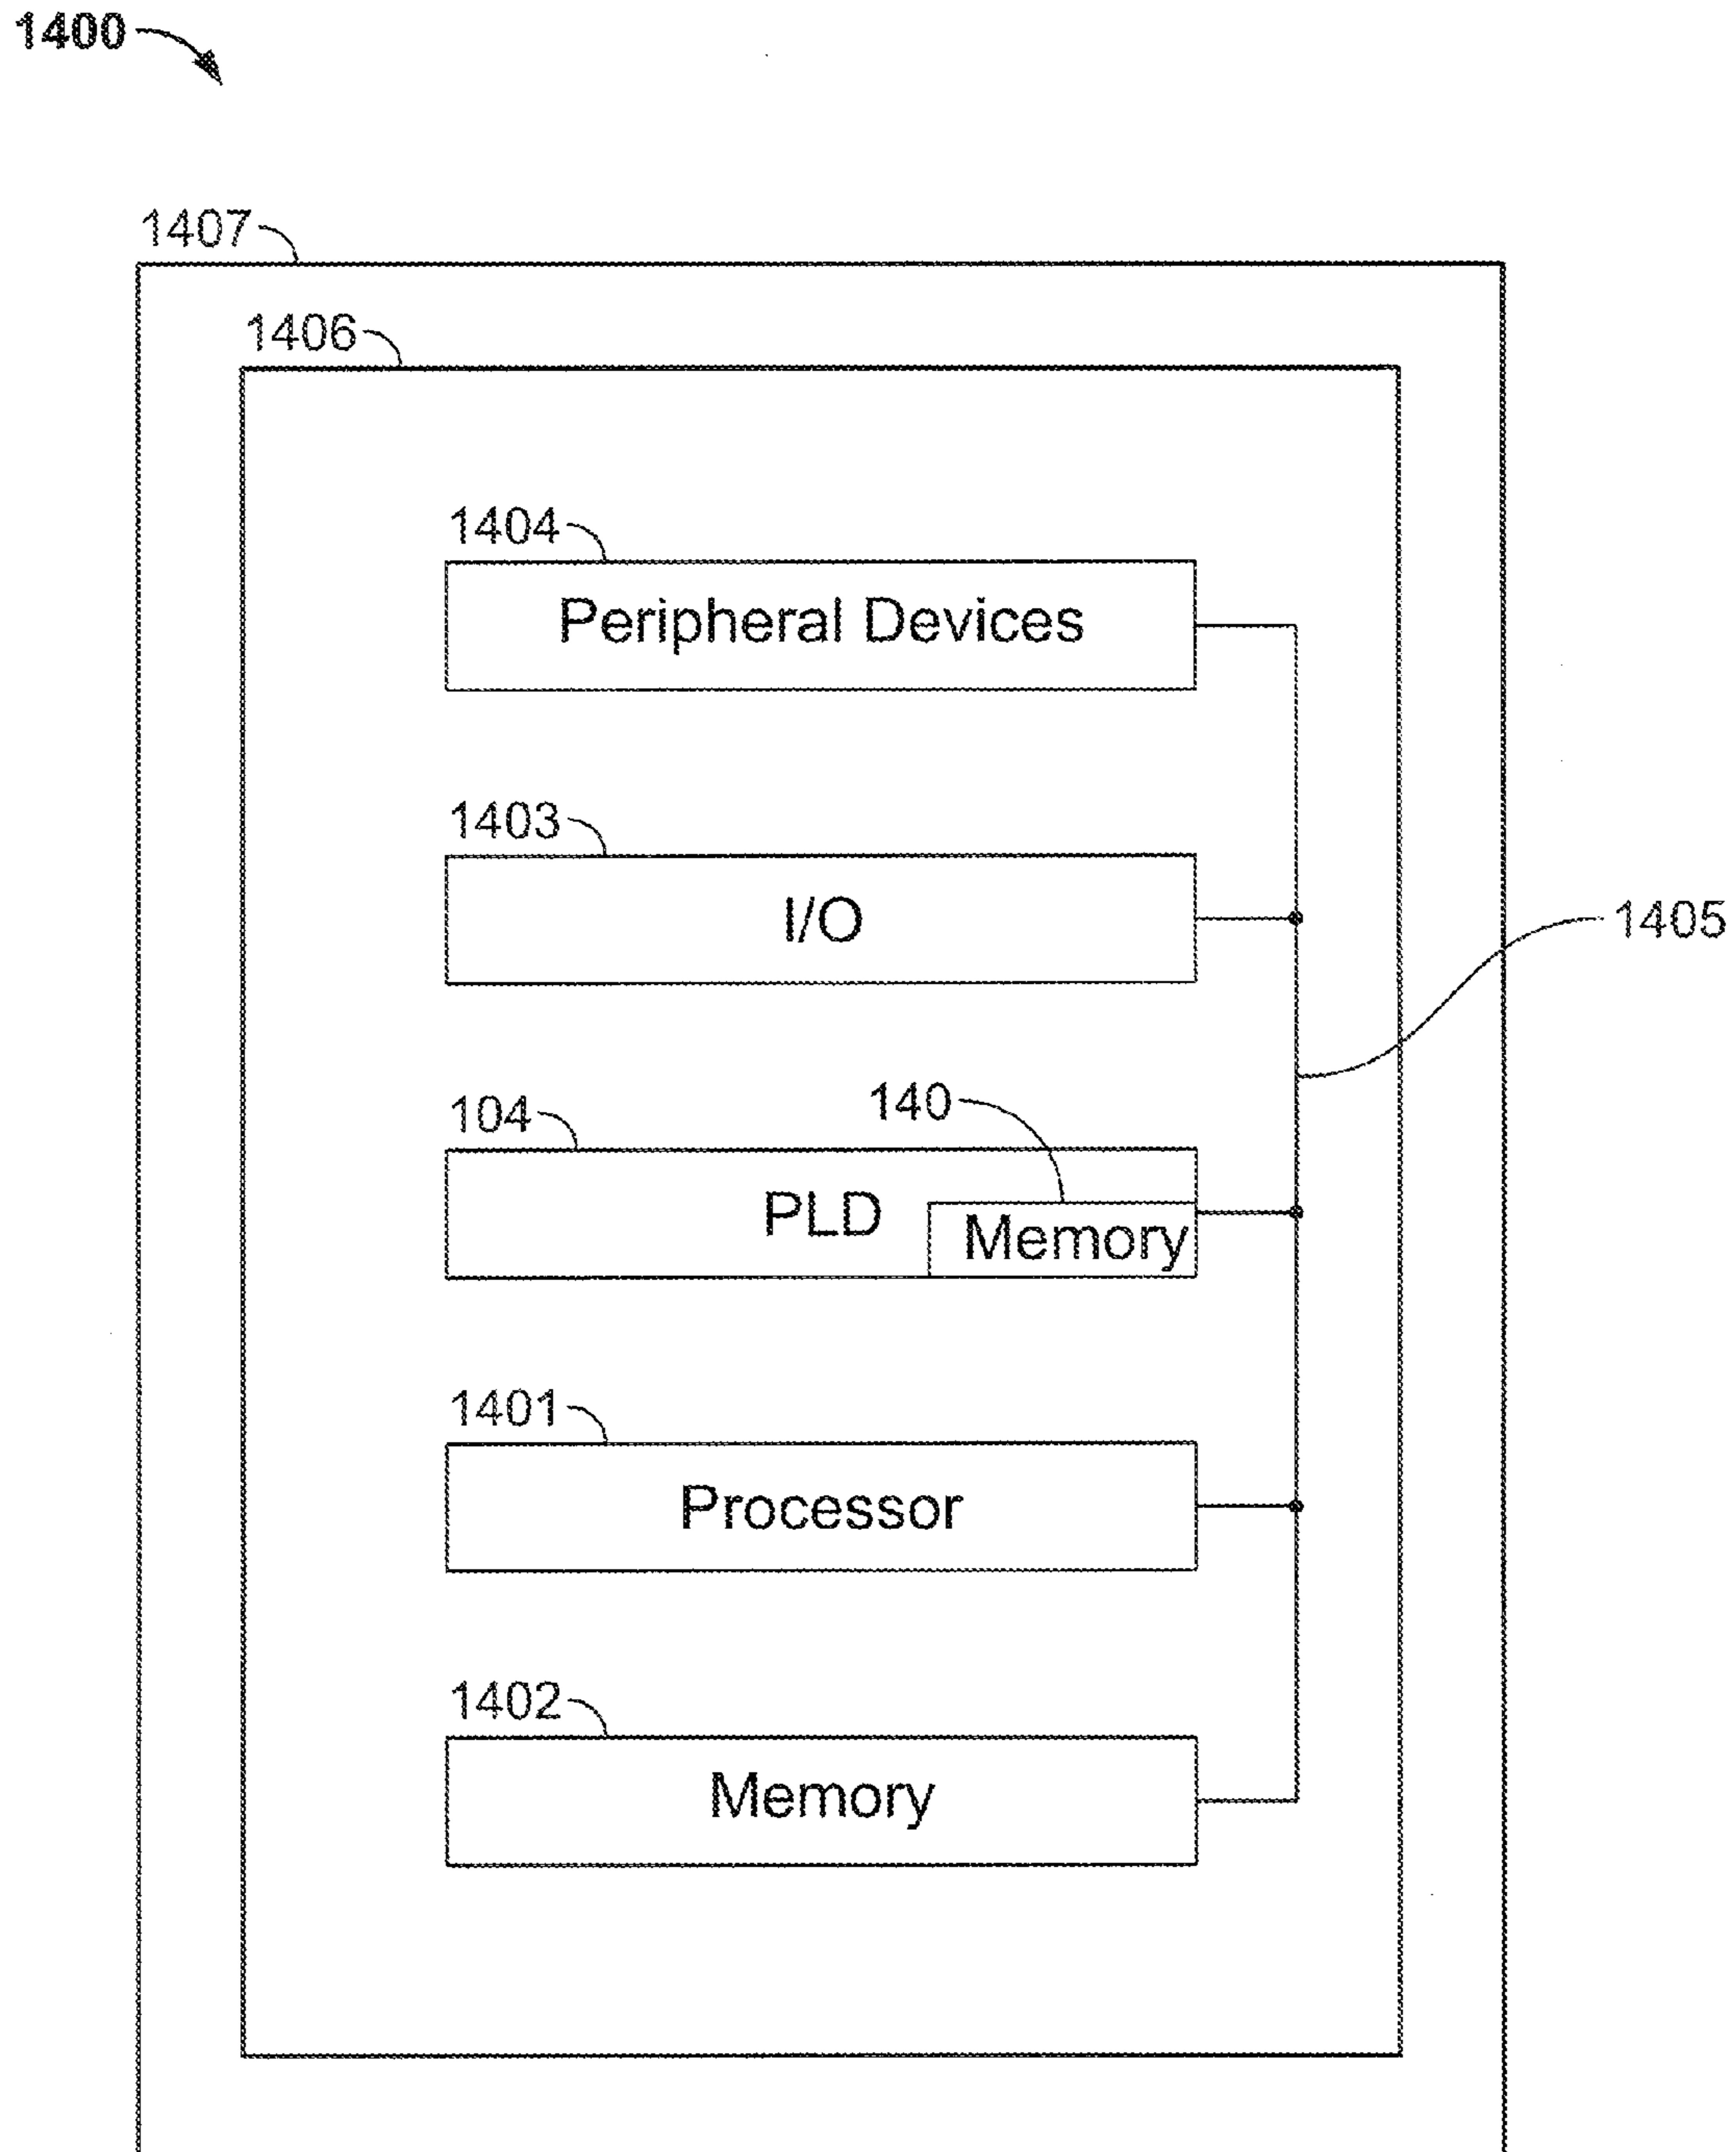 1400
1407
1406
1404
Peripheral Devices
1403
I/O
1405
104
140
PLD
Memory
1401
Processor
1402
Memory